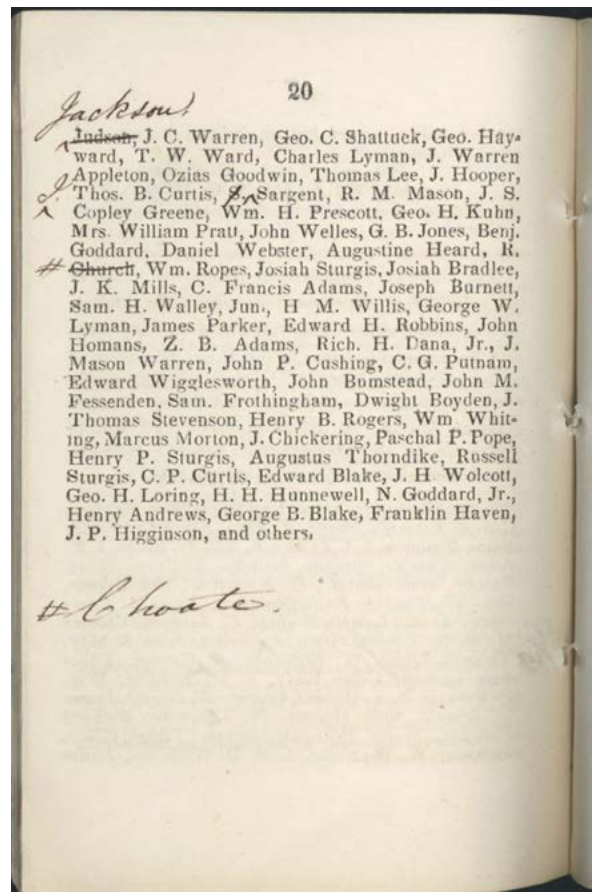 20
Jackson!
Judson, J. C. Warren, Geo. C. Shattuck, Geo. Hay-
ward, T. W. Ward, Charles Lyman, J. Warren
Appleton, Ozias Goodwin, Thomas Lee, J. Hooper,
J. Thos. B. Curtis, S. Sargent, R. M. Mason, J. S.
Copley Greene, Wm. H. Prescott, Geo. H. Kuhn,
Mrs. William Pratt, John Welles, G. B. Jones, Benj.
Goddard, Daniel Webster, Augustine Heard, R.
# Church, Wm. Ropes, Josiah Sturgis, Josiah Bradlee,
J. K. Mills, C. Francis Adams, Joseph Burnett,
Sam. H. Walley, Jun., H M. Willis, George W.
Lyman, James Parker, Edward H. Robbins, John
Homans, Z. B. Adams, Rich. H. Dana, Jr., J.
Mason Warren, John P. Cushing, C. G. Putnam,
Edward Wigglesworth, John Bumstead, John M.
Fessenden, Sam. Frothingham, Dwight Boyden, J.
Thomas Stevenson, Henry B. Rogers, Wm Whit-
ing, Marcus Morton, J. Chickering, Paschal P. Pope,
Henry P. Sturgis, Augustus Thorndike, Russell
Sturgis, C. P. Curtis, Edward Blake, J. H Wolcott,
Geo. H. Loring, H. H. Hunnewell, N. Goddard, Jr.,
Henry Andrews, George B. Blake, Franklin Haven,
J. P. Higginson, and others.
# Choate.